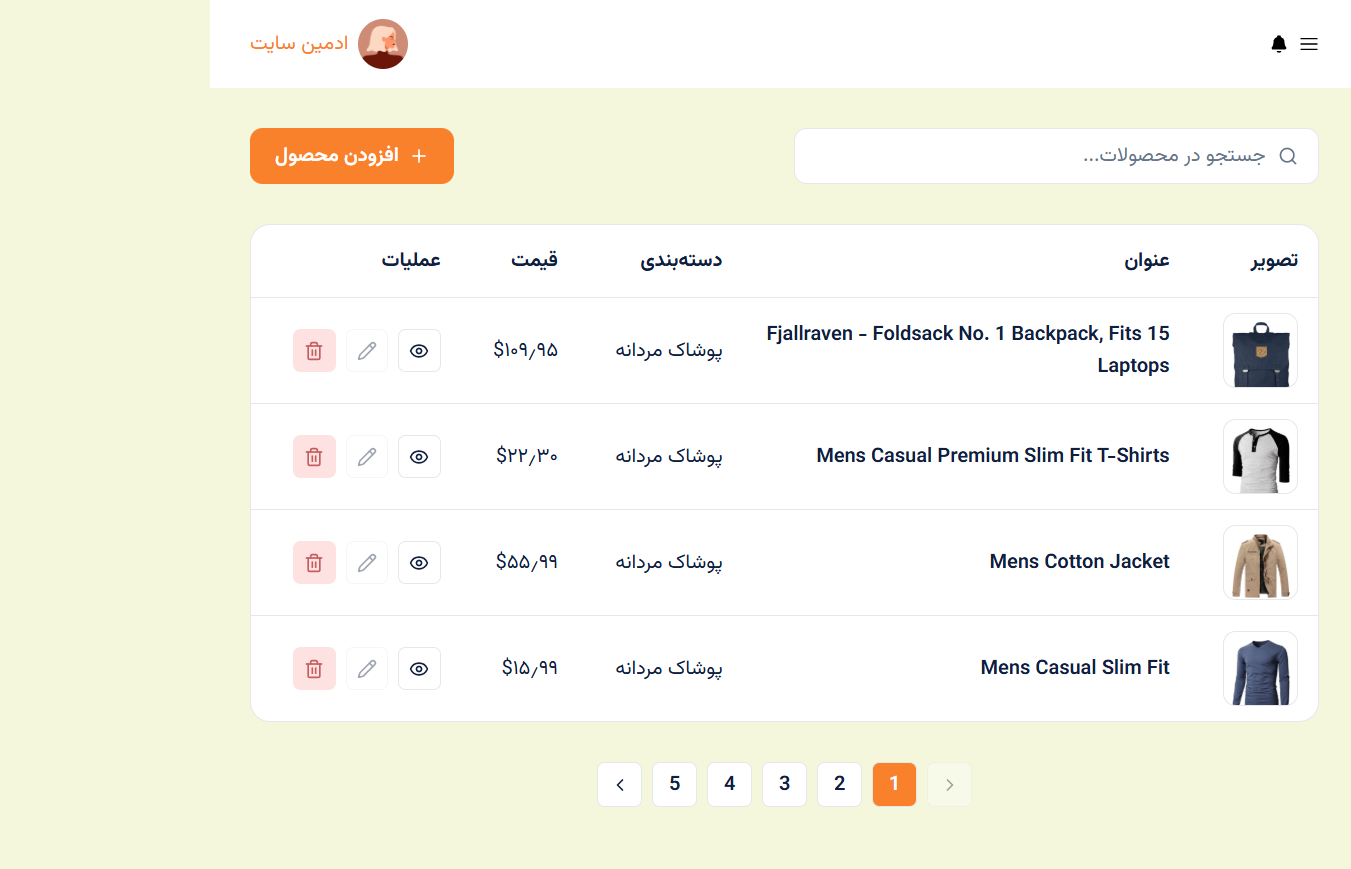 ادمین سایت
جستجو در محصولات...
افزودن محصول
تصویر عنوان دسته‌بندی قیمت عملیات
Fjallraven - Foldsack No. 1 Backpack, Fits 15
Laptops
پوشاک مردانه
$۱۰۹٫۹۵
Mens Casual Premium Slim Fit T-Shirts
پوشاک مردانه
$۲۲٫۳۰
Mens Cotton Jacket
پوشاک مردانه
$۵۵٫۹۹
Mens Casual Slim Fit
پوشاک مردانه
$۱۵٫۹۹
1 2 3 4 5